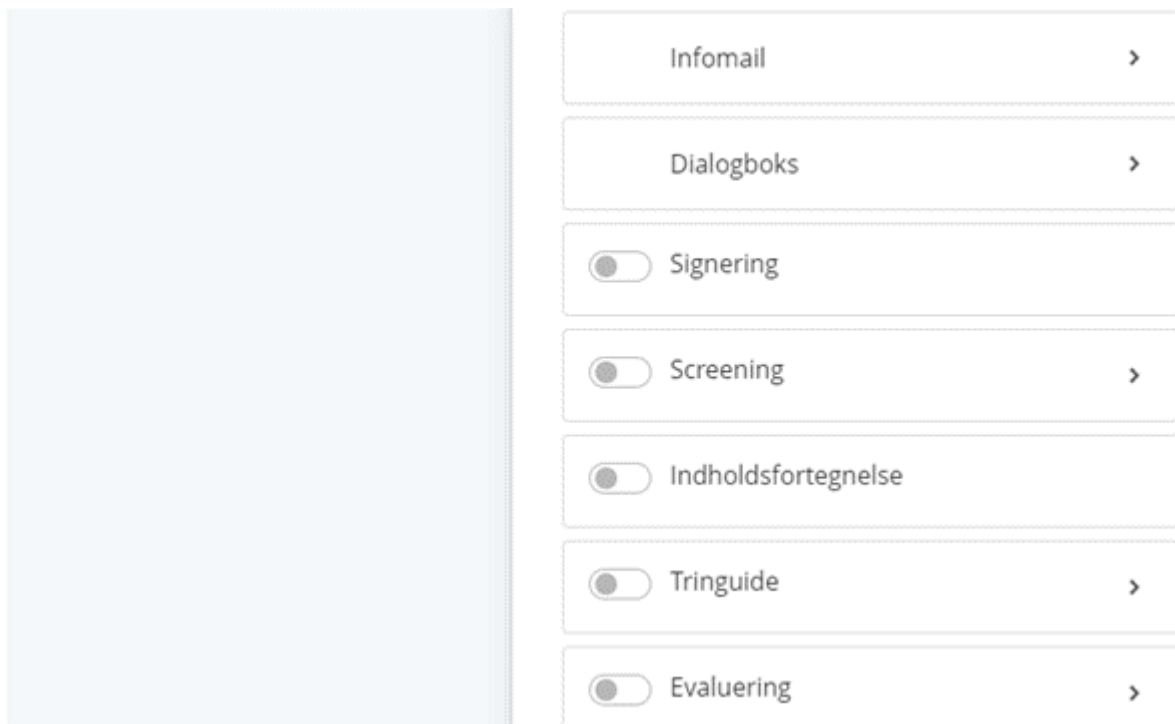 Infomail
Dialogboks
Signering
Screening
Indholdsfortegnelse
Tringuide
Evaluering